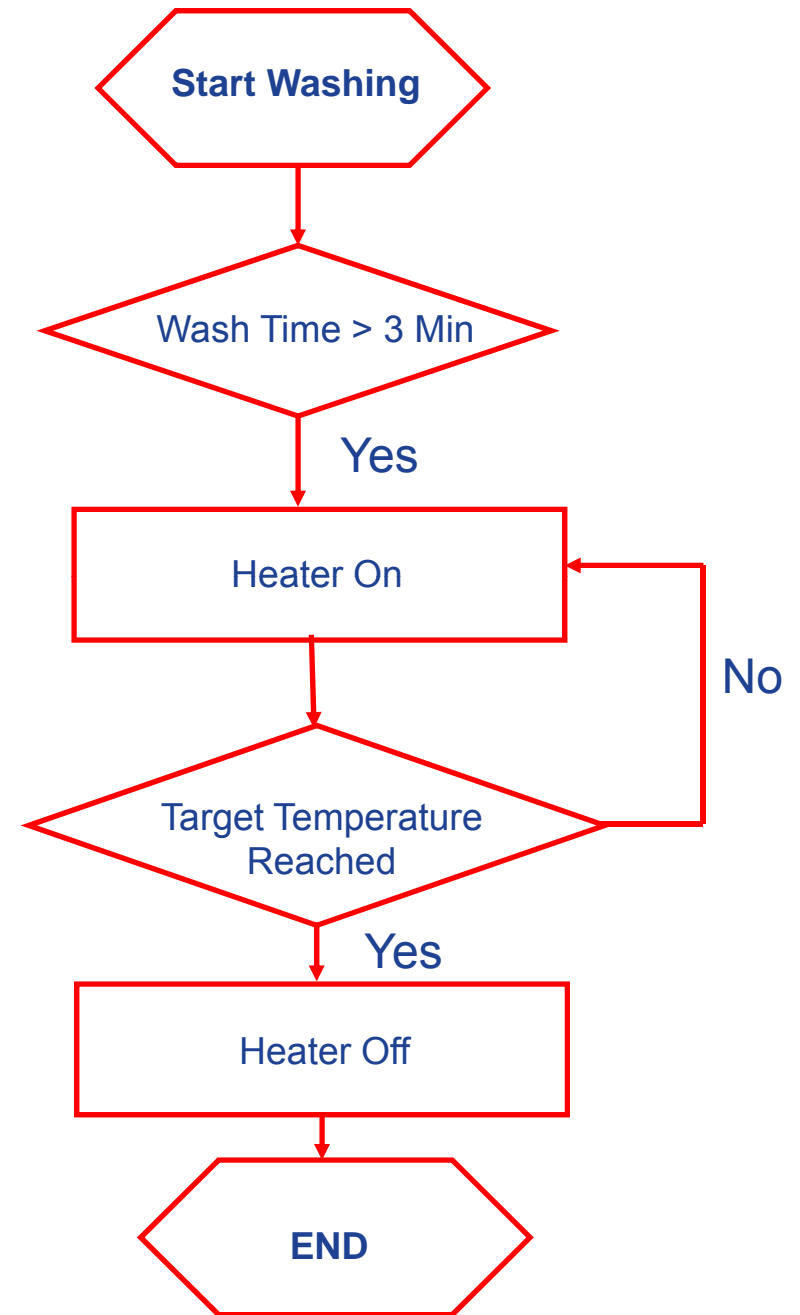 Start Washing
Wash Time > 3 Min
Yes
Heater On
No
Target Temperature
Reached
Yes
Heater Off
END